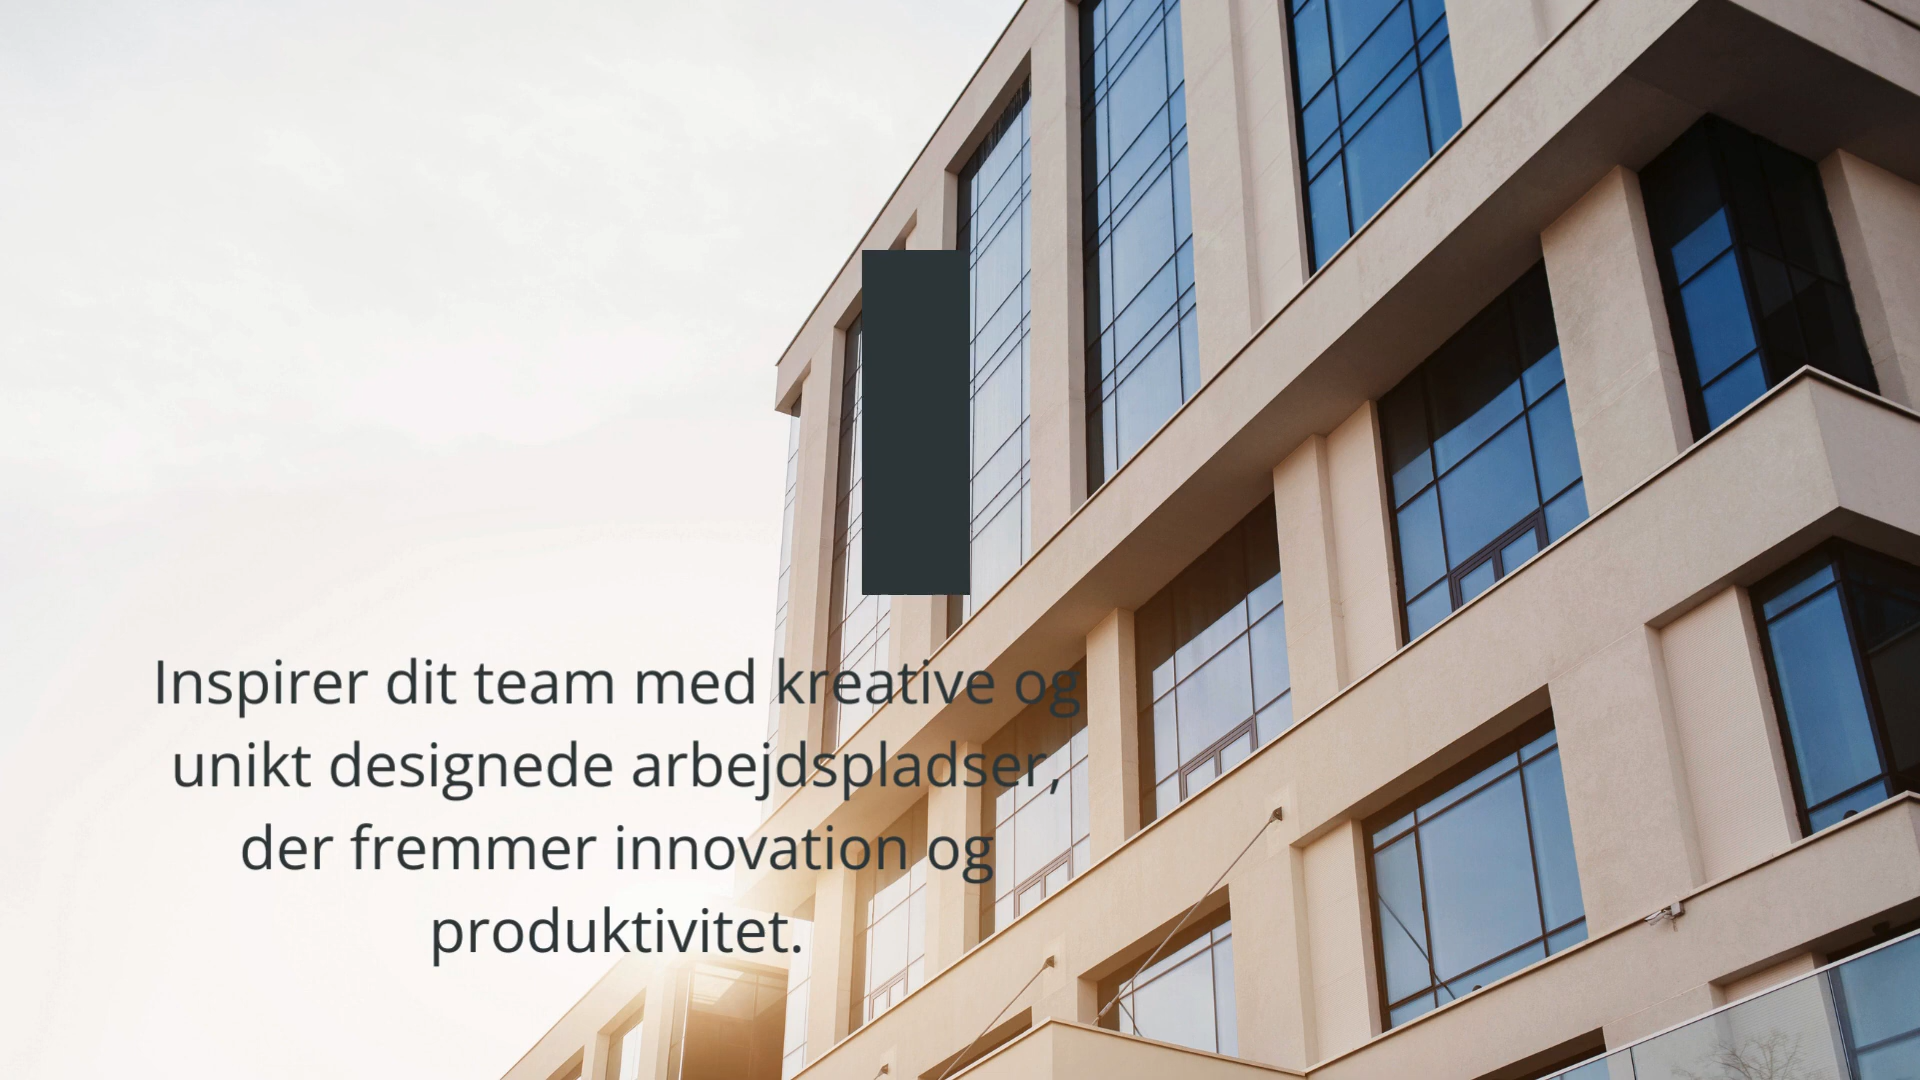 Inspirer dit team med kreative og
unikt designede arbejdspladser,
der fremmer innovation og
produktivitet.